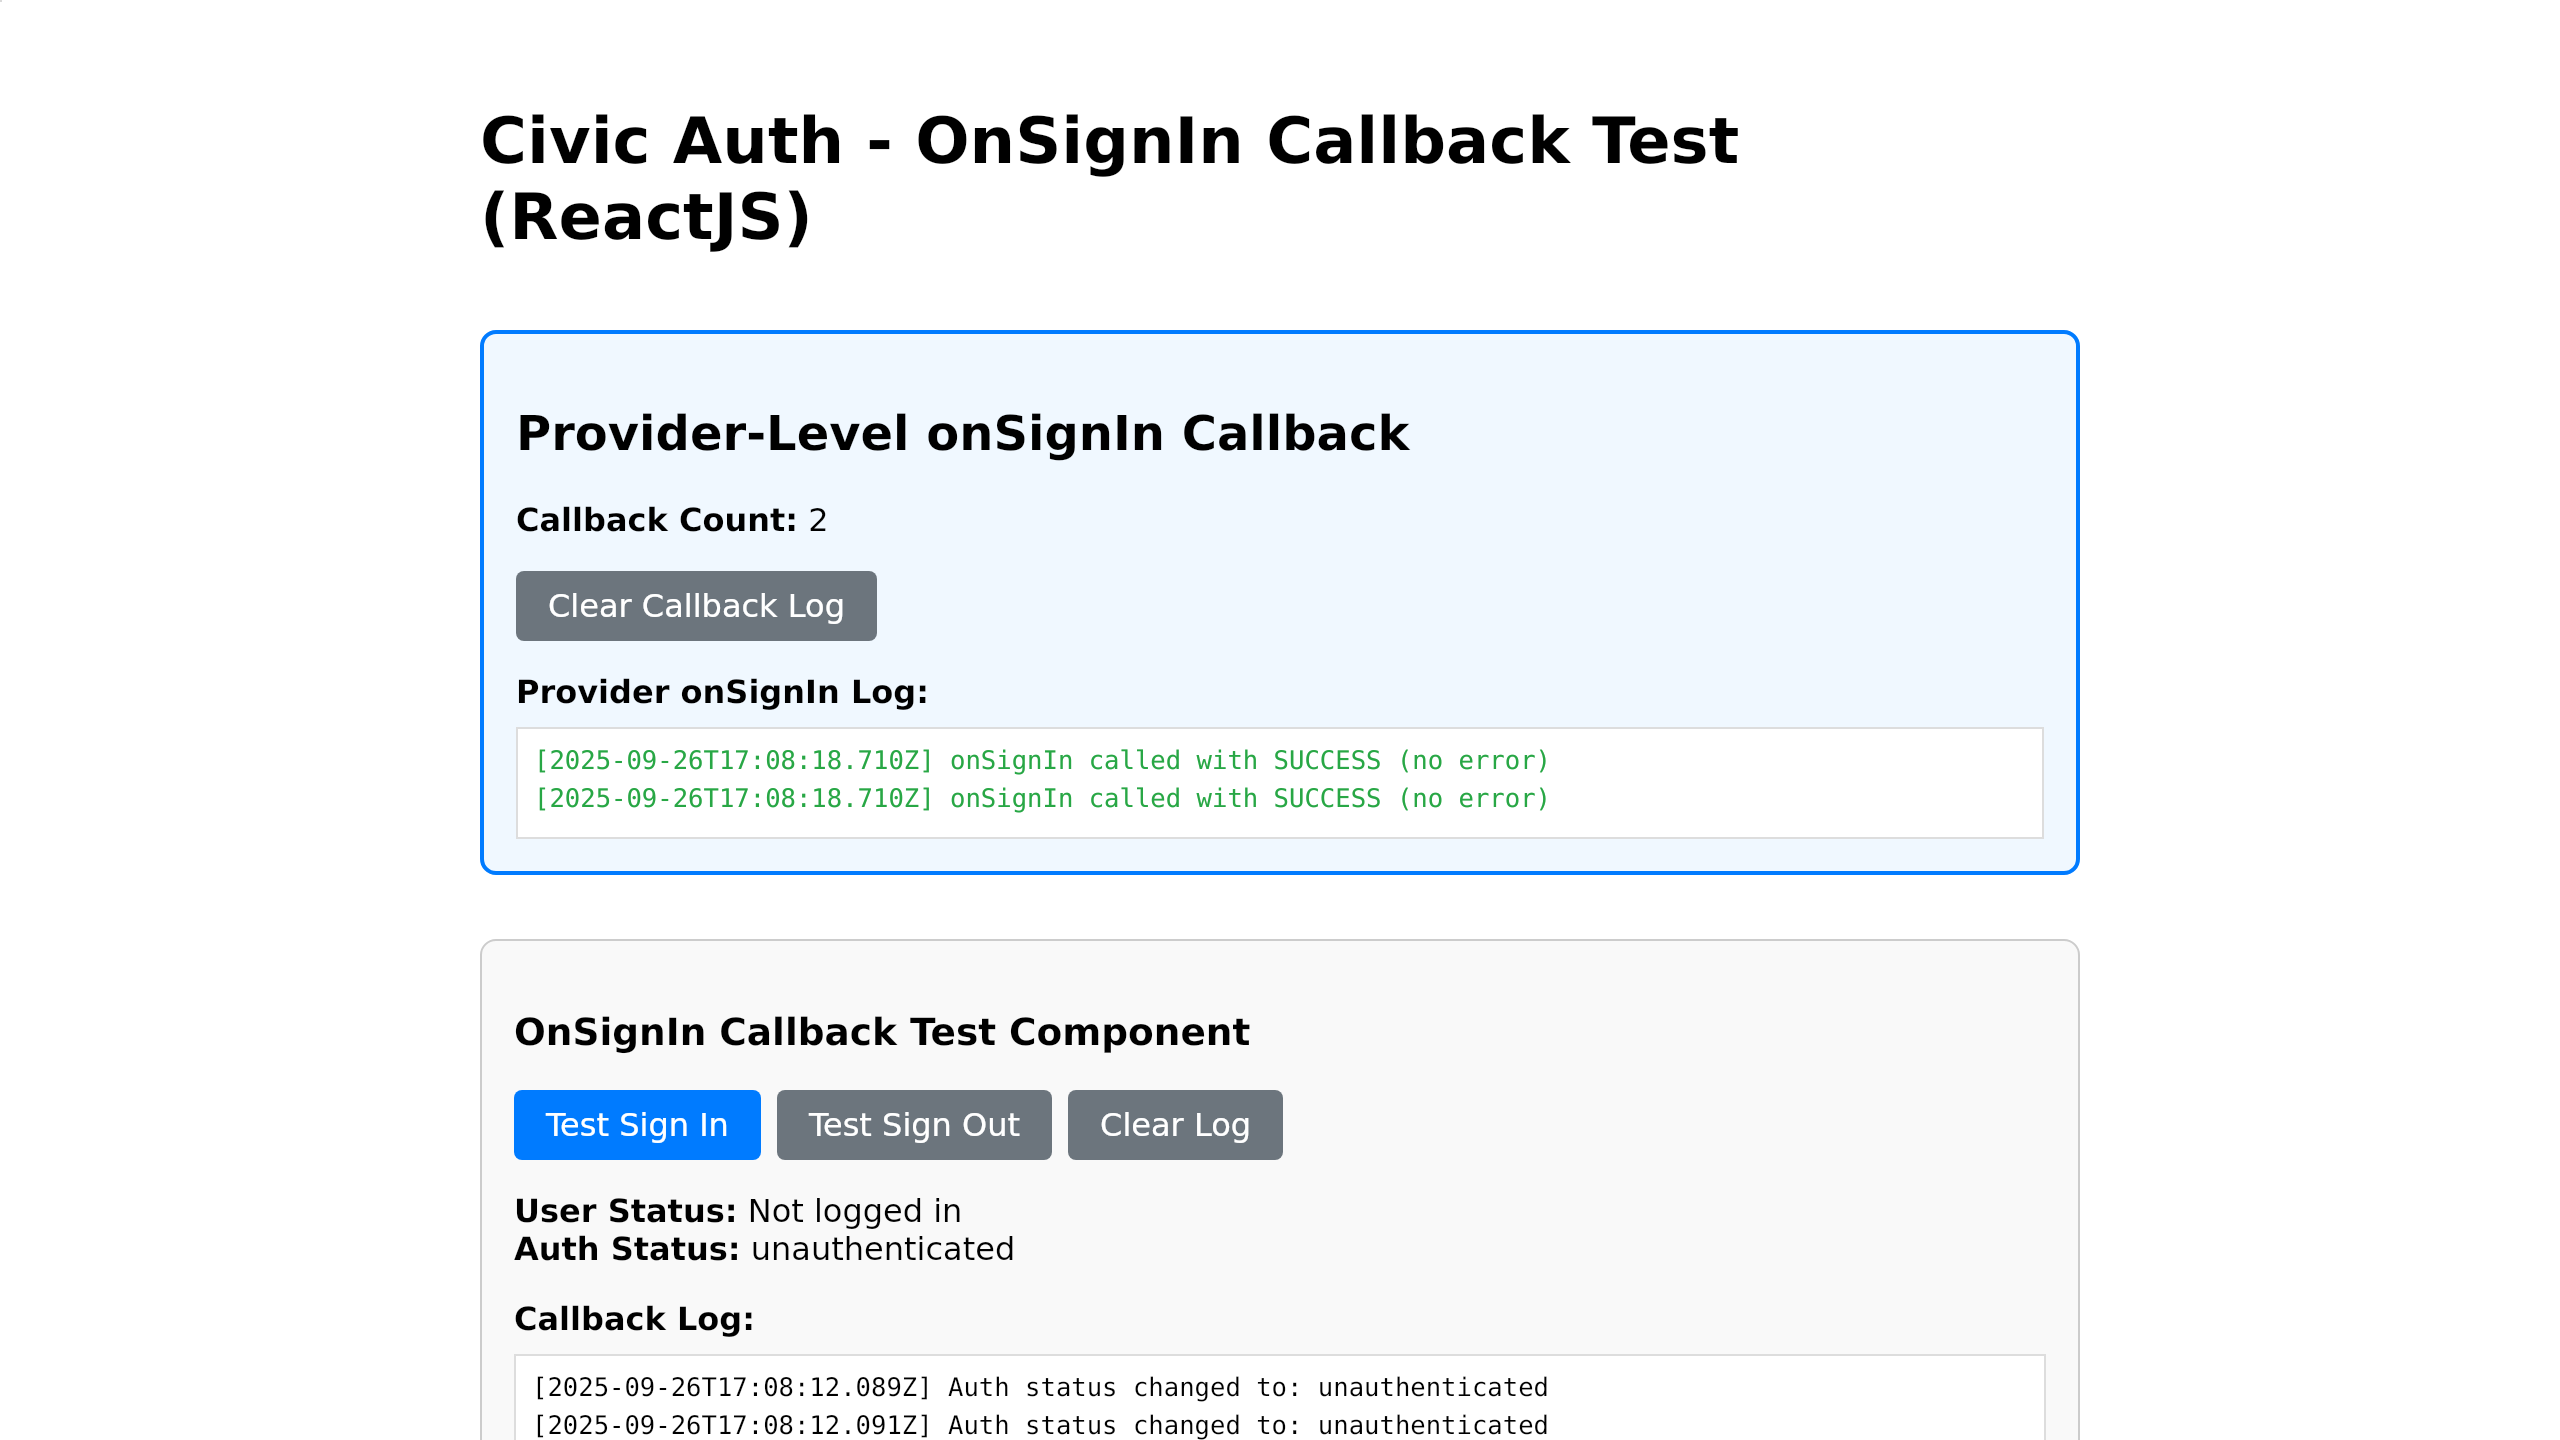 Civic Auth - OnSignIn Callback Test
(ReactJS)
Provider-Level onSignIn Callback
Callback Count: 2
Clear Callback Log
Provider onSignIn Log:
[2025-09-26T17:08:18.710Z] onSignIn called with SUCCESS (no error)
[2025-09-26T17:08:18.710Z] onSignIn called with SUCCESS (no error)
OnSignIn Callback Test Component
Test Sign In Test Sign Out Clear Log
User Status: Not logged in
Auth Status: unauthenticated
Callback Log:
[2025-09-26T17:08:12.089Z] Auth status changed to: unauthenticated
[2025-09-26T17:08:12.091Z] Auth status changed to: unauthenticated